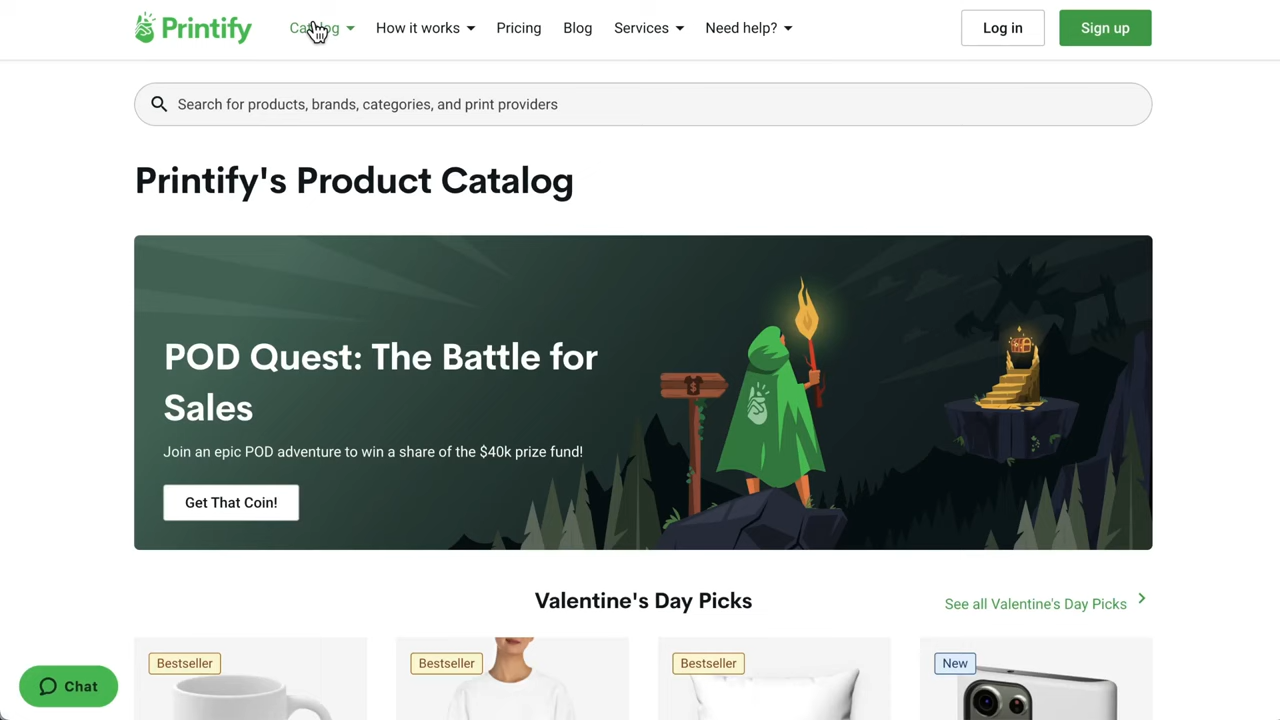 Printify
Catalog
How it works
Pricing
Blog
Services
Need help?
Log in
Sign up
Search for products, brands, categories, and print providers
Printify's Product Catalog
POD Quest: The Battle for
Sales
Join an epic POD adventure to win a share of the $40k prize fund!
Get That Coin!
$
Valentine's Day Picks
See all Valentine's Day Picks
Bestseller
Bestseller
Bestseller
New
Chat